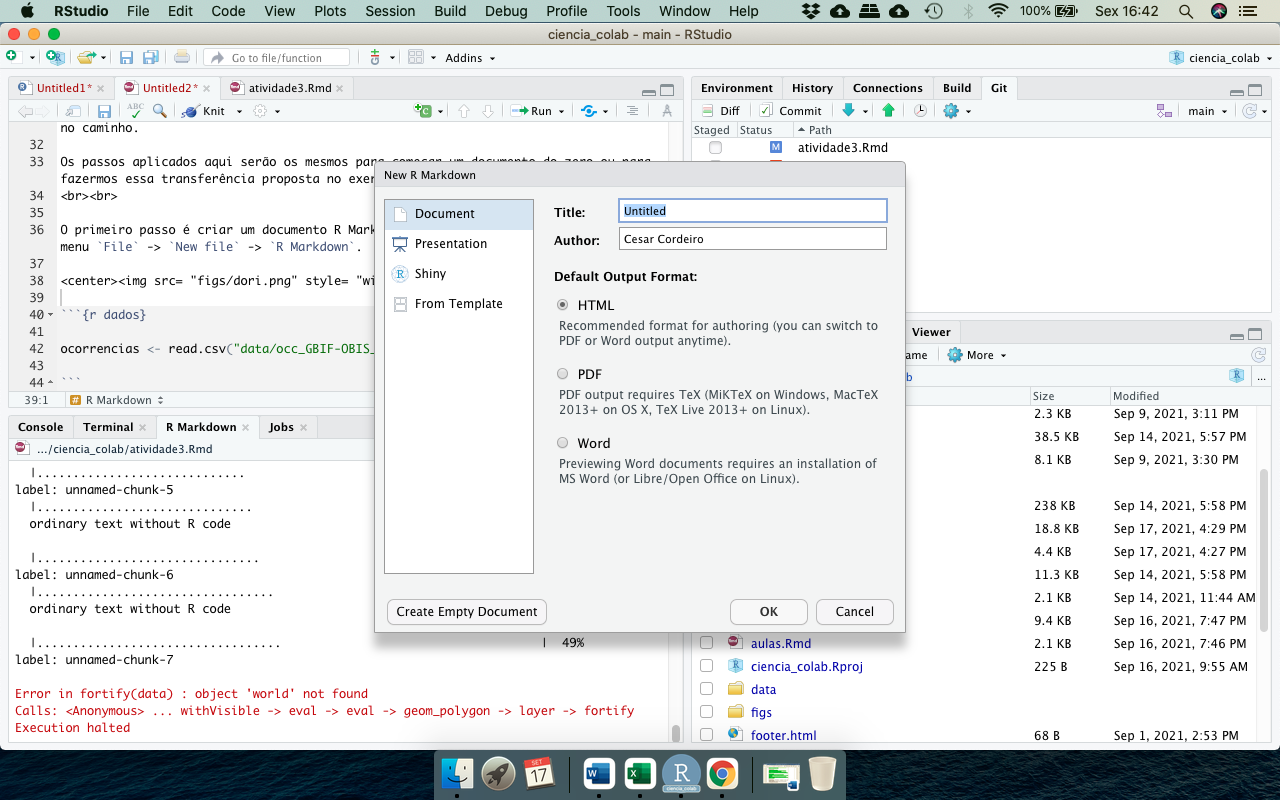 RStudio File Edit Code View Plots Session Build Debug Profile Tools Window Help 100% Sex 16:42
ciencia_colab - main - RStudio
Go to file/function Addins ciencia_colab
Untitled1* Untitled2* atividade3.Rmd
ABC Knit Run
no caminho.
32
33 Os passos aplicados aqui serão os mesmos para começar um documento do zero ou para
fazermos essa transferência proposta no exer
34 <br><br>
35
36 O primeiro passo é criar um documento R Mark
menu `File` -> `New file` -> `R Markdown`.
37
38 <center><img src= "figs/dori.png" style= "wi
39
40 ```{r dados}
41
42 ocorrencias <- read.csv("data/occ_GBIF-OBIS_
43
44 ```
39:1 R Markdown
Console Terminal R Markdown Jobs
.../ciencia_colab/atividade3.Rmd
|.............................
label: unnamed-chunk-5
|..............................
ordinary text without R code
|...............................
label: unnamed-chunk-6
|.................................
ordinary text without R code
|.................................. | 49%
label: unnamed-chunk-7
Error in fortify(data) : object 'world' not found
Calls: <Anonymous> ... withVisible -> eval -> eval -> geom_polygon -> layer -> fortify
Execution halted
New R Markdown
Document
Presentation
Shiny
From Template
Title: Untitled
Author: Cesar Cordeiro
Default Output Format:
HTML
Recommended format for authoring (you can switch to
PDF or Word output anytime).
PDF
PDF output requires TeX (MiKTeX on Windows, MacTeX
2013+ on OS X, TeX Live 2013+ on Linux).
Word
Previewing Word documents requires an installation of
MS Word (or Libre/Open Office on Linux).
Create Empty Document OK Cancel
Environment History Connections Build Git
Diff Commit main
Staged Status Path
M atividade3.Rmd
Viewer
ame More
b
Size Modified
2.3 KB Sep 9, 2021, 3:11 PM
38.5 KB Sep 14, 2021, 5:57 PM
8.1 KB Sep 9, 2021, 3:30 PM
238 KB Sep 14, 2021, 5:58 PM
18.8 KB Sep 17, 2021, 4:29 PM
4.4 KB Sep 17, 2021, 4:27 PM
11.3 KB Sep 14, 2021, 5:58 PM
2.1 KB Sep 14, 2021, 11:44 AM
9.4 KB Sep 16, 2021, 7:47 PM
aulas.Rmd 2.1 KB Sep 16, 2021, 7:46 PM
ciencia_colab.Rproj 225 B Sep 16, 2021, 9:55 AM
data
figs
footer.html 68 B Sep 1, 2021, 2:53 PM
SET
17
W X R
ciencia_colab